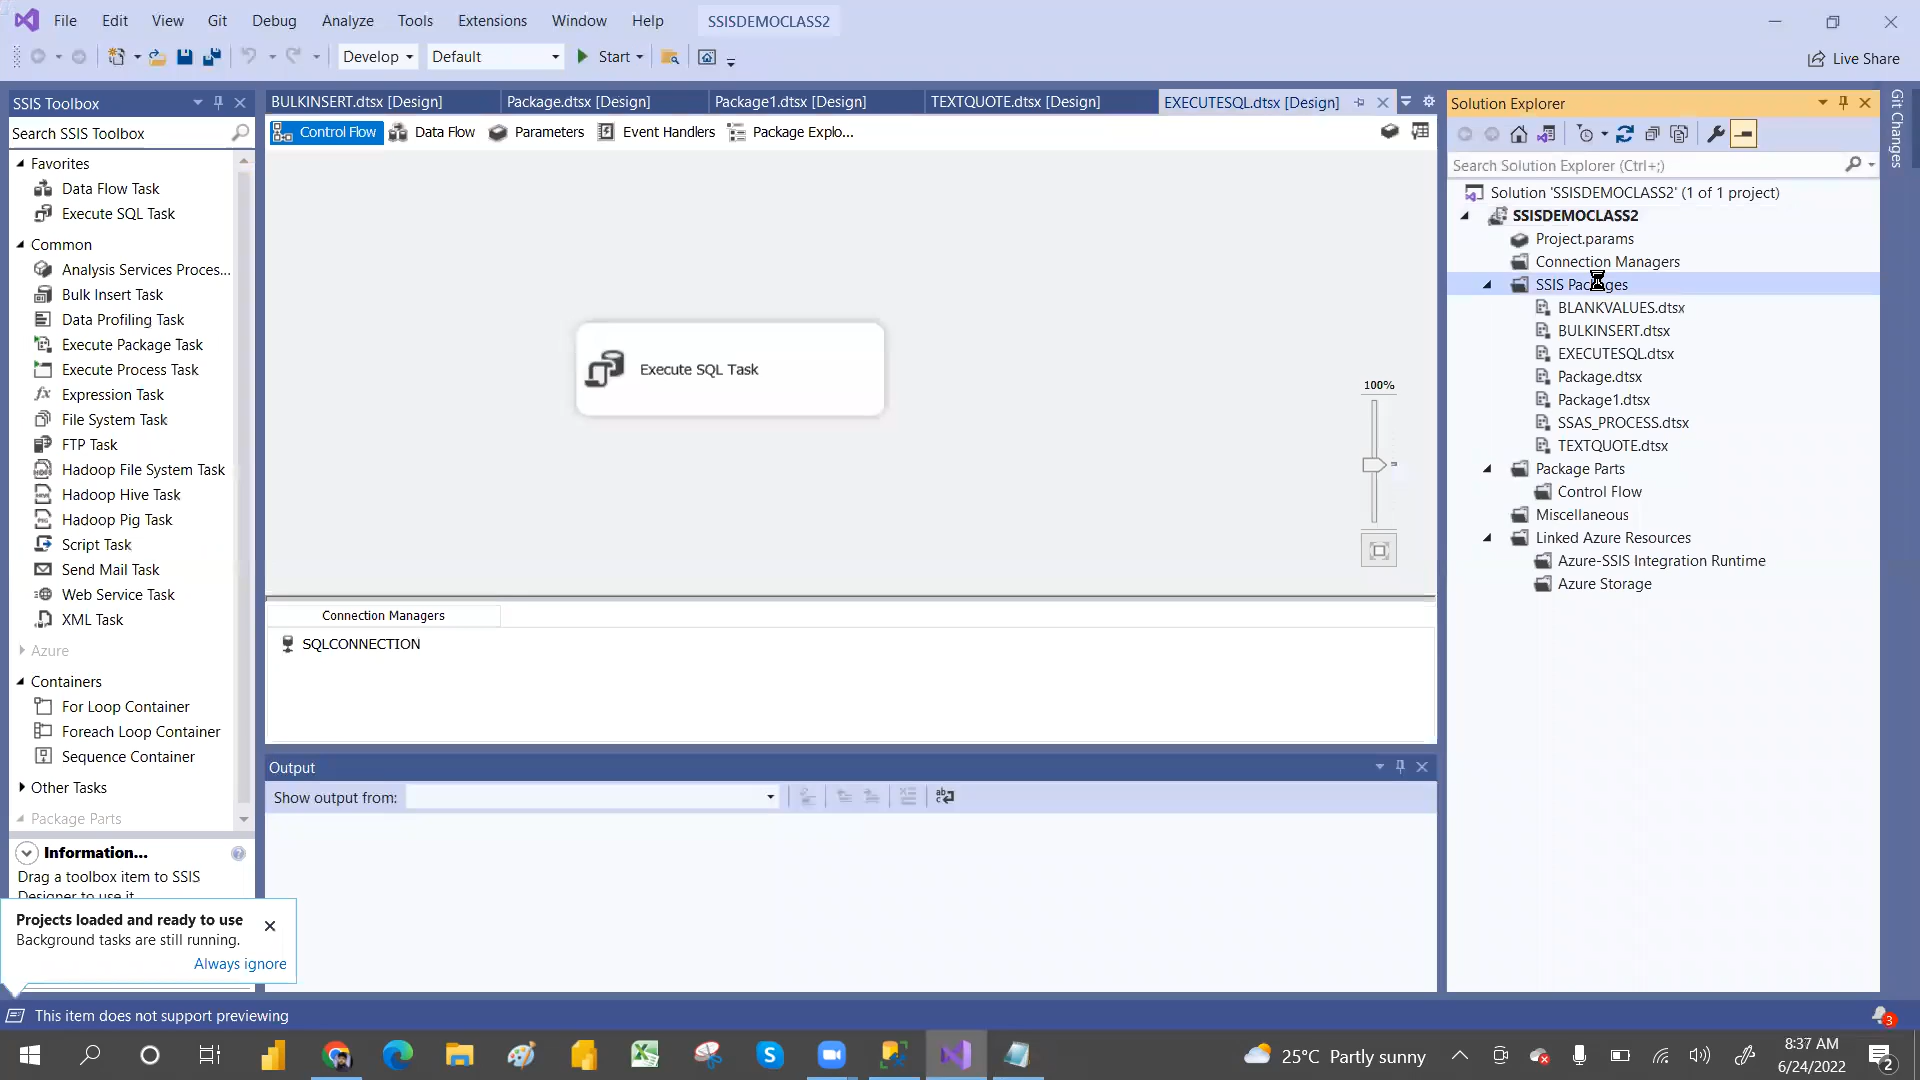 File Edit View Git Debug Analyze Tools Extensions Window Help SSISDEMOCLASS2
Develop Default Start Live Share
SSIS Toolbox
Search SSIS Toolbox
Favorites
Data Flow Task
Execute SQL Task
Common
Analysis Services Proces...
Bulk Insert Task
Data Profiling Task
Execute Package Task
Execute Process Task
Expression Task
File System Task
FTP Task
Hadoop File System Task
Hadoop Hive Task
Hadoop Pig Task
Script Task
Send Mail Task
Web Service Task
XML Task
Azure
Containers
For Loop Container
Foreach Loop Container
Sequence Container
Other Tasks
Package Parts
Information...
Drag a toolbox item to SSIS
Designer to use it
Projects loaded and ready to use
Background tasks are still running.
Always ignore
BULKINSERT.dtsx [Design] Package.dtsx [Design] Package1.dtsx [Design] TEXTQUOTE.dtsx [Design] EXECUTESQL.dtsx [Design]
Control Flow Data Flow Parameters Event Handlers Package Explo...
Execute SQL Task
100%
Connection Managers
SQLCONNECTION
Output
Show output from:
Solution Explorer
Search Solution Explorer (Ctrl+;)
Solution 'SSISDEMOCLASS2' (1 of 1 project)
SSISDEMOCLASS2
Project.params
Connection Managers
SSIS Packages
BLANKVALUES.dtsx
BULKINSERT.dtsx
EXECUTESQL.dtsx
Package.dtsx
Package1.dtsx
SSAS_PROCESS.dtsx
TEXTQUOTE.dtsx
Package Parts
Control Flow
Miscellaneous
Linked Azure Resources
Azure-SSIS Integration Runtime
Azure Storage
Git Changes
This item does not support previewing
3
25°C Partly sunny
8:37 AM
6/24/2022
2